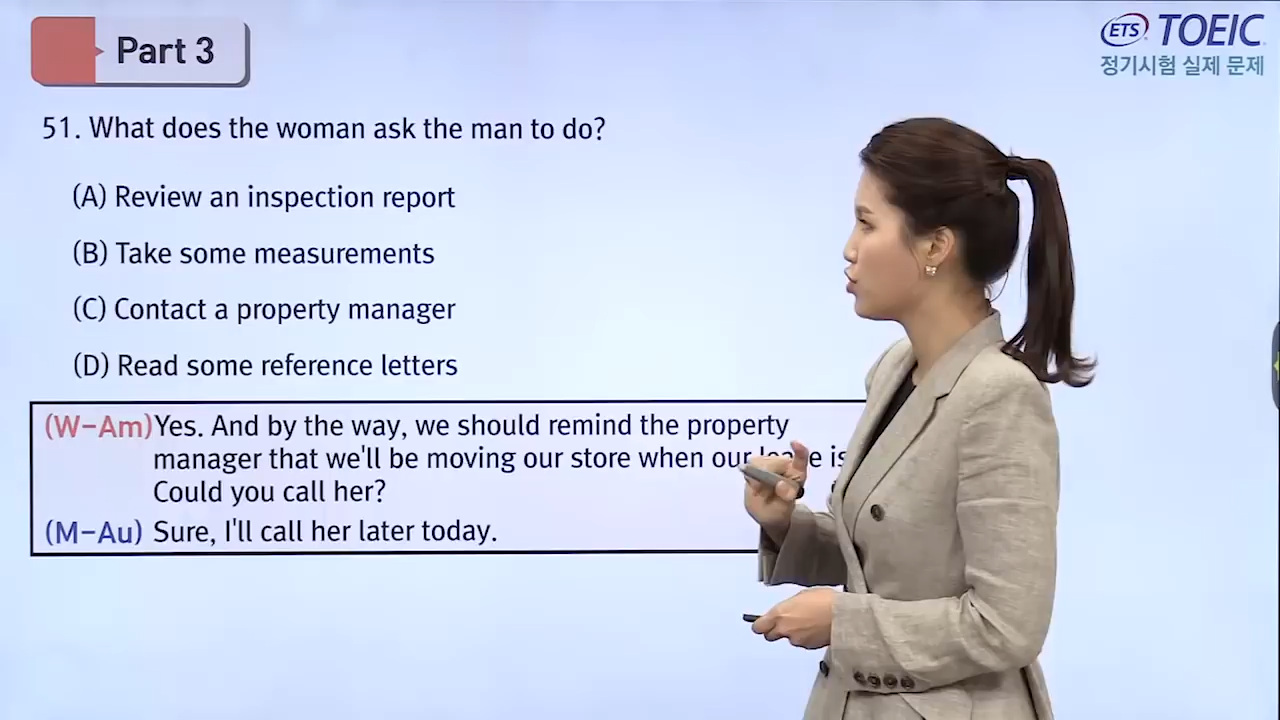 Part 3
ETS TOEIC
정기시험 실제 문제
51. What does the woman ask the man to do?
(A) Review an inspection report
(B) Take some measurements
(C) Contact a property manager
(D) Read some reference letters
(W-Am) Yes. And by the way, we should remind the property
manager that we'll be moving our store when our
Could you call her?
(M-Au) Sure, I'll call her later today.